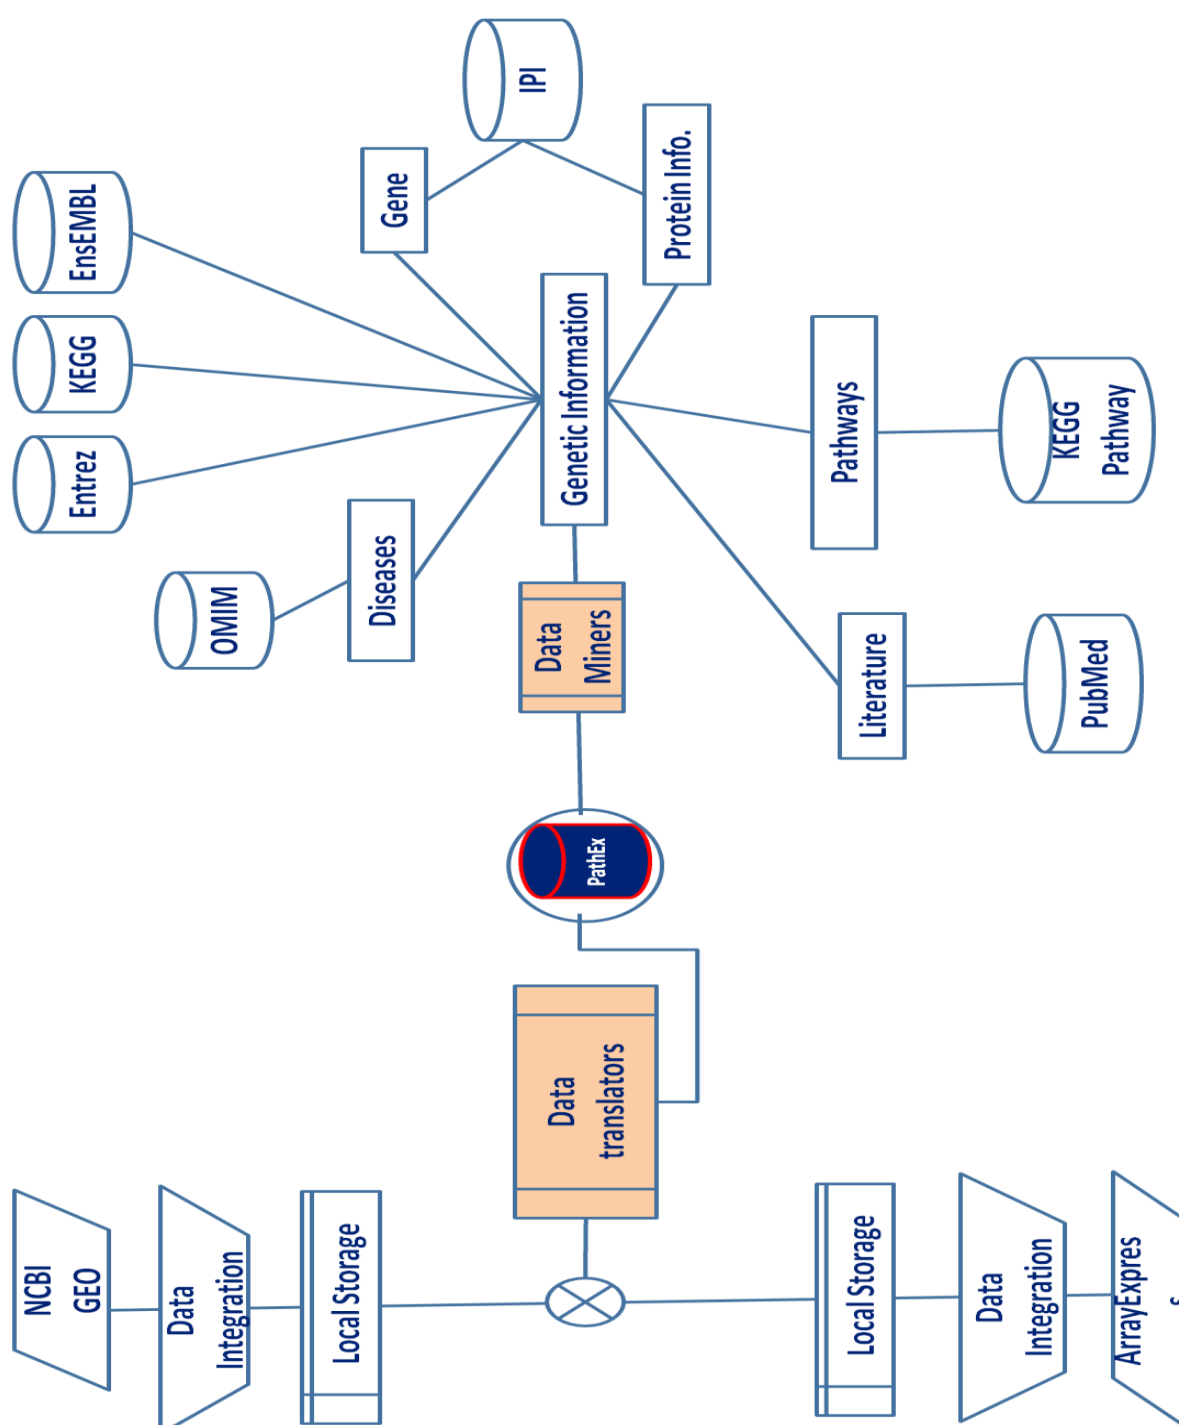 NCBI
GEO
Data
Integration
Local Storage
Data
translators
Local Storage
Data
Integration
ArrayExpres
s
PathEx
Data
Miners
Genetic Information
OMIM
Diseases
Entrez
KEGG
EnsEMBL
Gene
IPI
Protein Info.
Pathways
KEGG
Pathway
Literature
PubMed